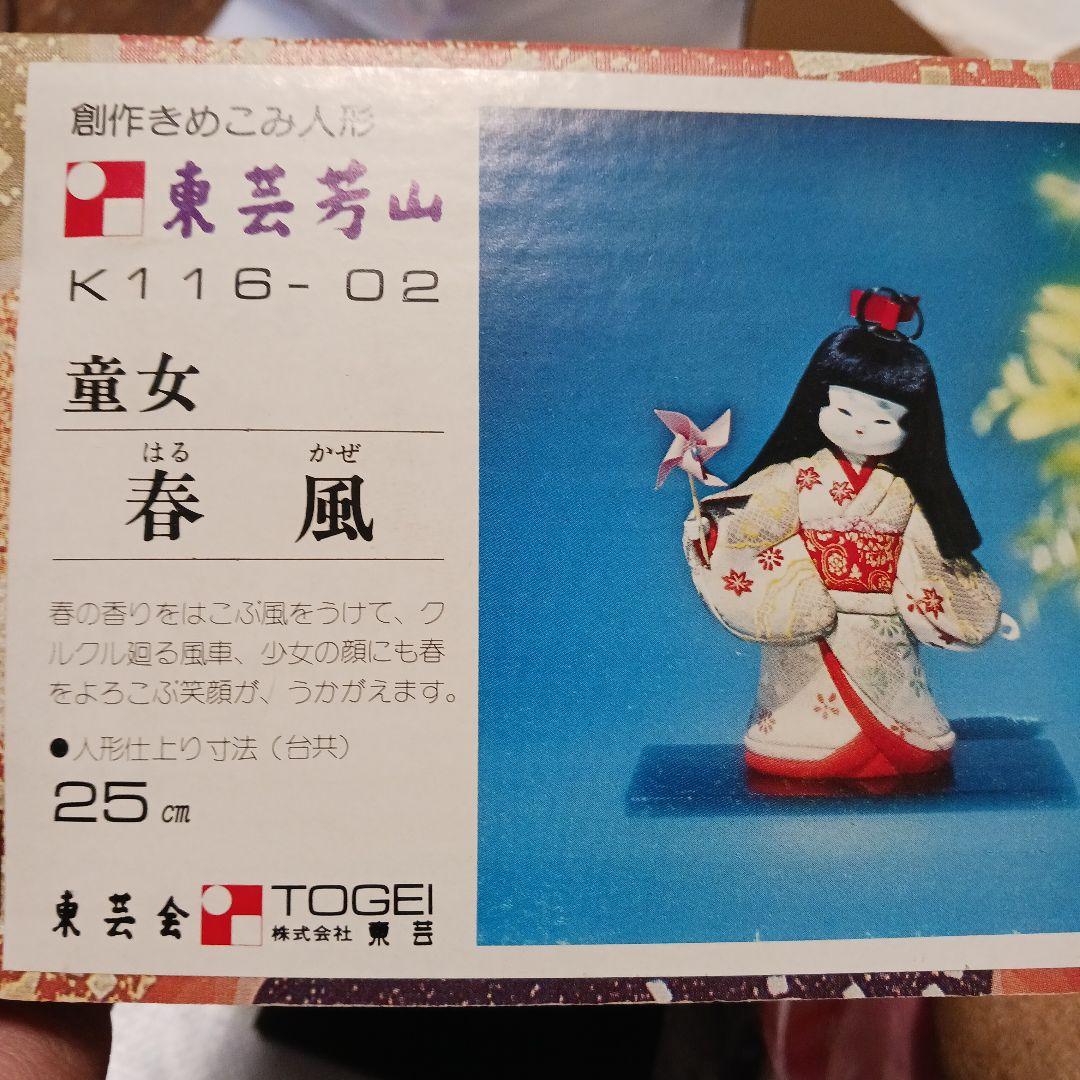 創作きめこみ人形
東芸芳山
K116-02
童女
はる かぜ
春 風
春の香りをはこぶ風をうけて、ク
ルクル廻る風車、少女の顔にも春
をよろこぶ笑顔が、うかがえます。
●人形仕上り寸法（台共）
25cm
東芸会 TOGEI
株式会社 東芸